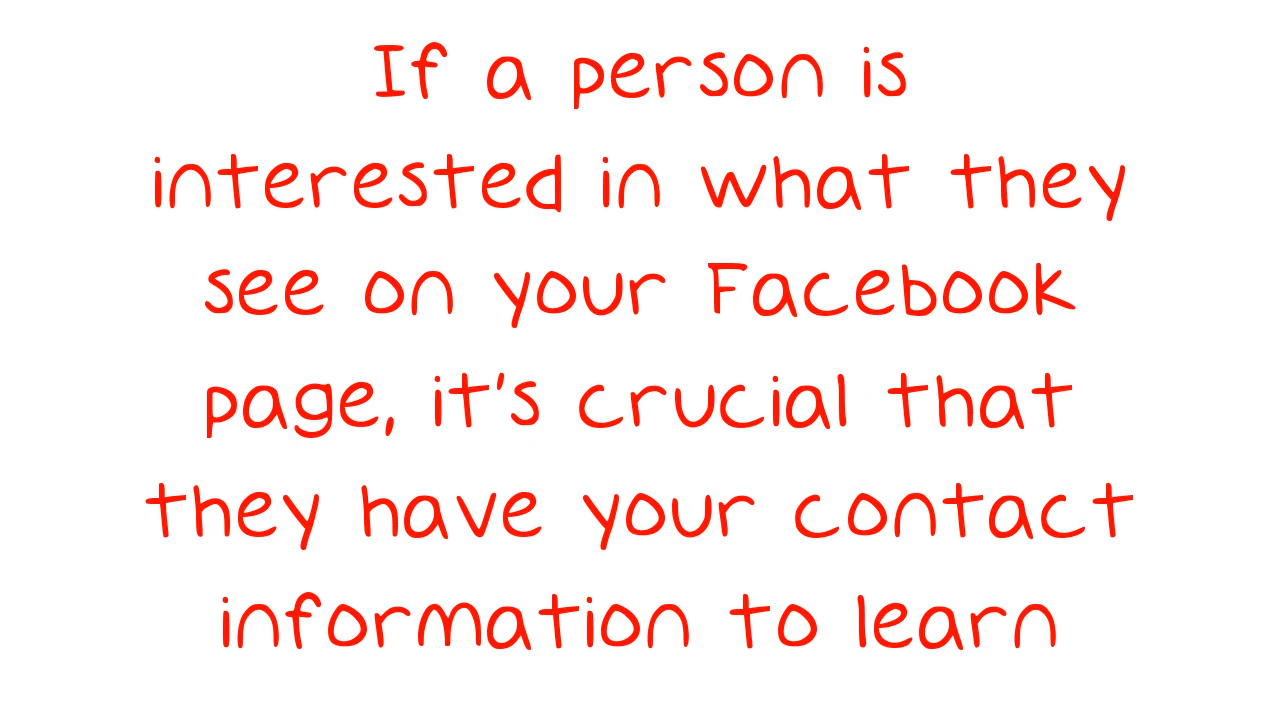 If a person is
interested in what they
see on your Facebook
page, it's crucial that
they have your contact
information to learn